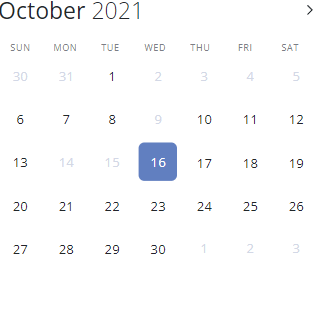 October 2021
SUN MON TUE WED THU FRI SAT
30 31 1 2 3 4 5
6 7 8 9 10 11 12
13 14 15 16 17 18 19
20 21 22 23 24 25 26
27 28 29 30 1 2 3